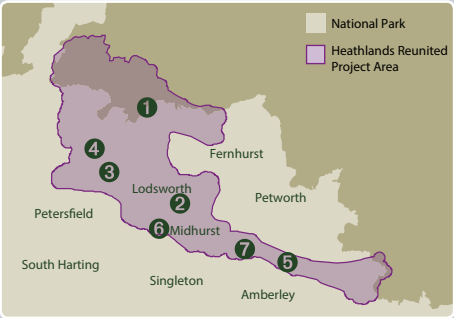 National Park
Heathlands Reunited
Project Area
1
4
Fernhurst
3
Lodsworth
Petworth
2
Petersfield
6
Midhurst
7
5
South Harting
Singleton
Amberley